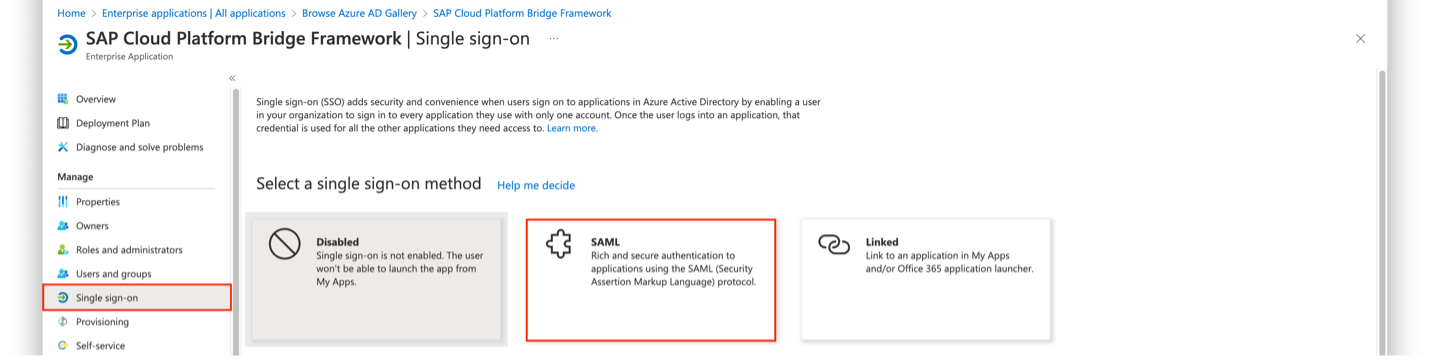 Home > Enterprise applications | All applications > Browse Azure AD Gallery > SAP Cloud Platform Bridge Framework
SAP Cloud Platform Bridge Framework | Single sign-on ...
Enterprise Application
«
Overview
Deployment Plan
Diagnose and solve problems
Manage
Properties
Owners
Roles and administrators
Users and groups
Single sign-on
Provisioning
Self-service
Single sign-on (SSO) adds security and convenience when users sign on to applications in Azure Active Directory by enabling a user
in your organization to sign in to every application they use with only one account. Once the user logs into an application, that
credential is used for all the other applications they need access to. Learn more.
Select a single sign-on method Help me decide
Disabled
Single sign-on is not enabled. The user
won't be able to launch the app from
My Apps.
SAML
Rich and secure authentication to
applications using the SAML (Security
Assertion Markup Language) protocol.
Linked
Link to an application in My Apps
and/or Office 365 application launcher.